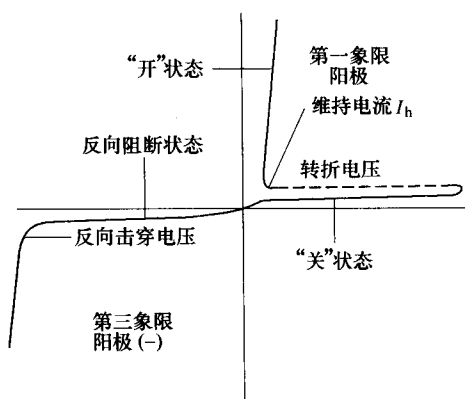 “开”状态
第一象限
阳极
维持电流 Iₕ
反向阻断状态
转折电压
反向击穿电压
“关”状态
第三象限
阳极 (−)